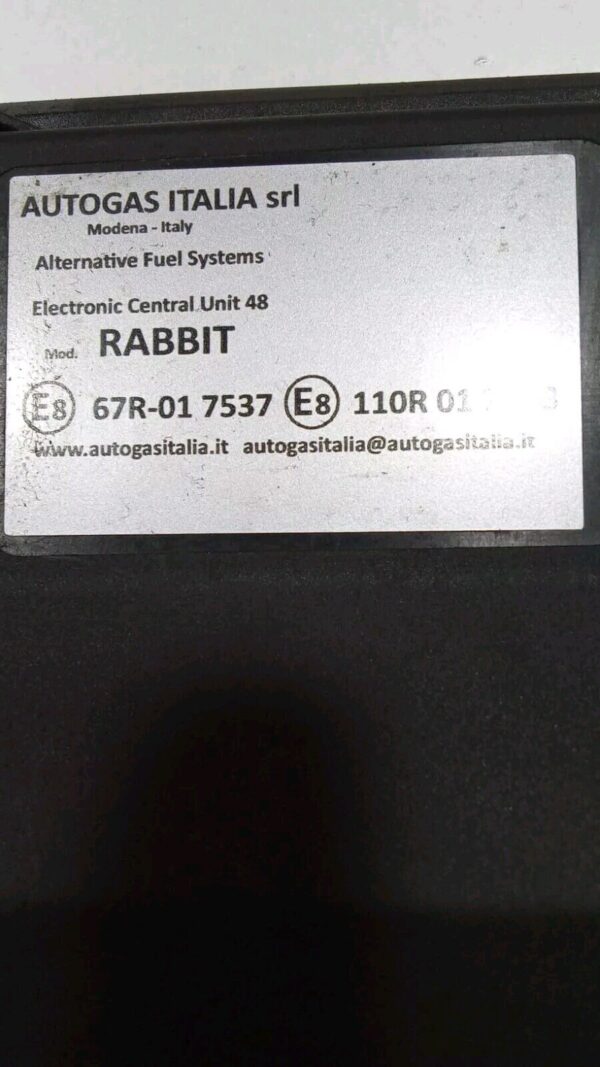 AUTOGAS ITALIA srl
Modena - Italy
Alternative Fuel Systems
Electronic Central Unit 48
Mod. RABBIT
E8 67R-01 7537 E8 110R 01
www.autogasitalia.it autogasitalia@autogasitalia.it